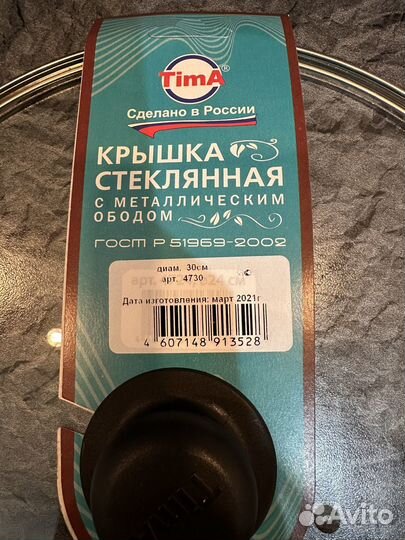 TimA®
Сделано в России
КРЫШКА
СТЕКЛЯННАЯ
С МЕТАЛЛИЧЕСКИМ
ОБОДОМ
ГОСТ Р 51969-2002
диам. 30см
арт. 4730
Дата изготовления: март 2021г
4 607148 913528
TimA
Avito